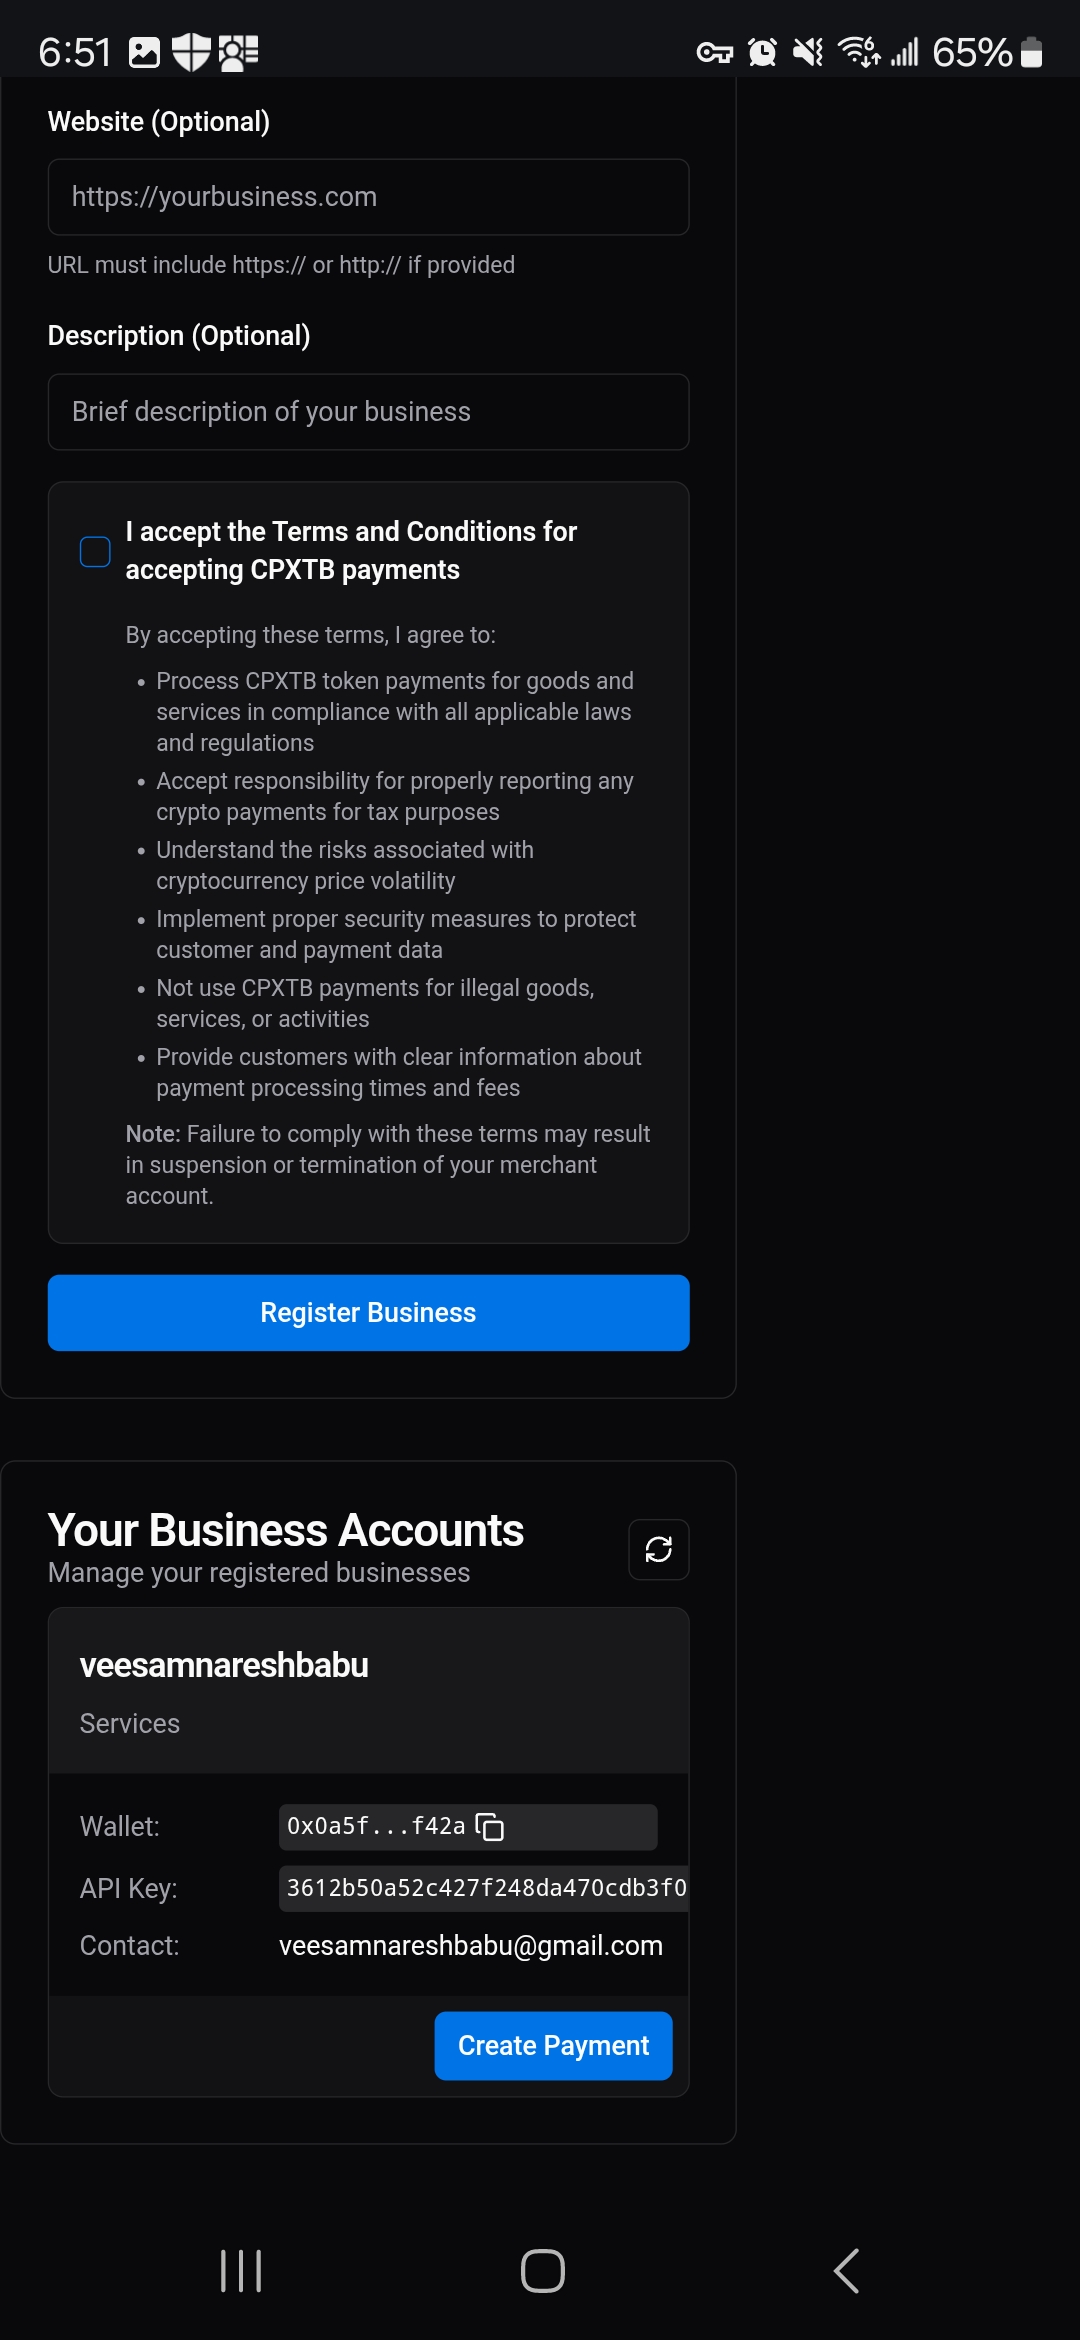 6:51
65%
Website (Optional)
https://yourbusiness.com
URL must include https:// or http:// if provided
Description (Optional)
Brief description of your business
I accept the Terms and Conditions for
accepting CPXTB payments
By accepting these terms, I agree to:
• Process CPXTB token payments for goods and
services in compliance with all applicable laws
and regulations
• Accept responsibility for properly reporting any
crypto payments for tax purposes
• Understand the risks associated with
cryptocurrency price volatility
• Implement proper security measures to protect
customer and payment data
• Not use CPXTB payments for illegal goods,
services, or activities
• Provide customers with clear information about
payment processing times and fees
Note: Failure to comply with these terms may result
in suspension or termination of your merchant
account.
Register Business
Your Business Accounts
Manage your registered businesses
veesamnareshbabu
Services
Wallet: 0x0a5f...f42a
API Key: 3612b50a52c427f248da470cdb3f0
Contact: veesamnareshbabu@gmail.com
Create Payment